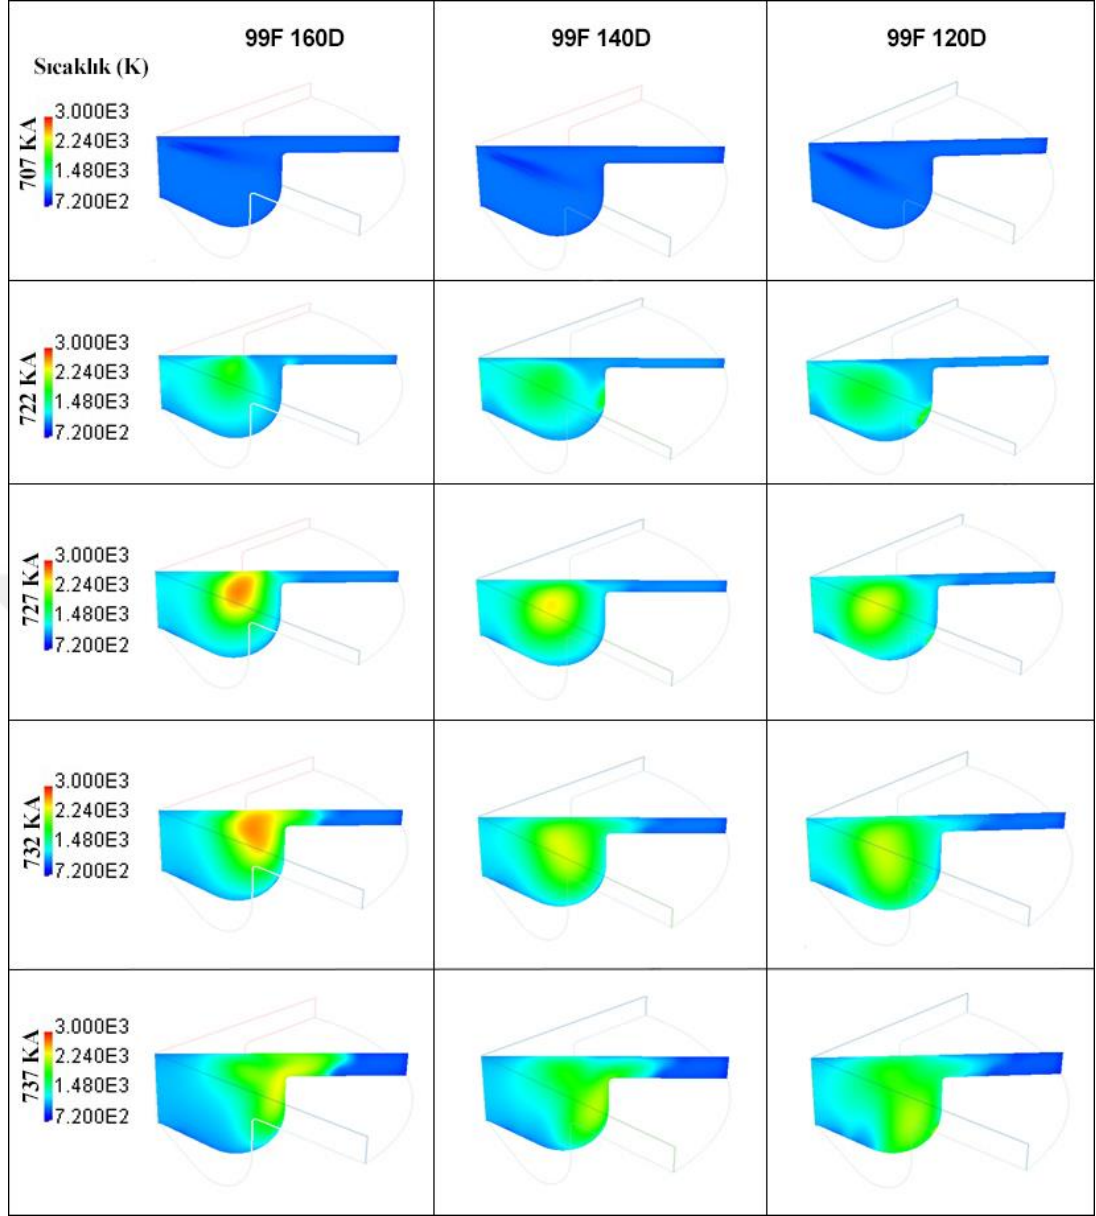 99F 160D
99F 140D
99F 120D
Sıcaklık (K)
707 KA
3.000E3
2.240E3
1.480E3
7.200E2
722 KA
3.000E3
2.240E3
1.480E3
7.200E2
727 KA
3.000E3
2.240E3
1.480E3
7.200E2
732 KA
3.000E3
2.240E3
1.480E3
7.200E2
737 KA
3.000E3
2.240E3
1.480E3
7.200E2